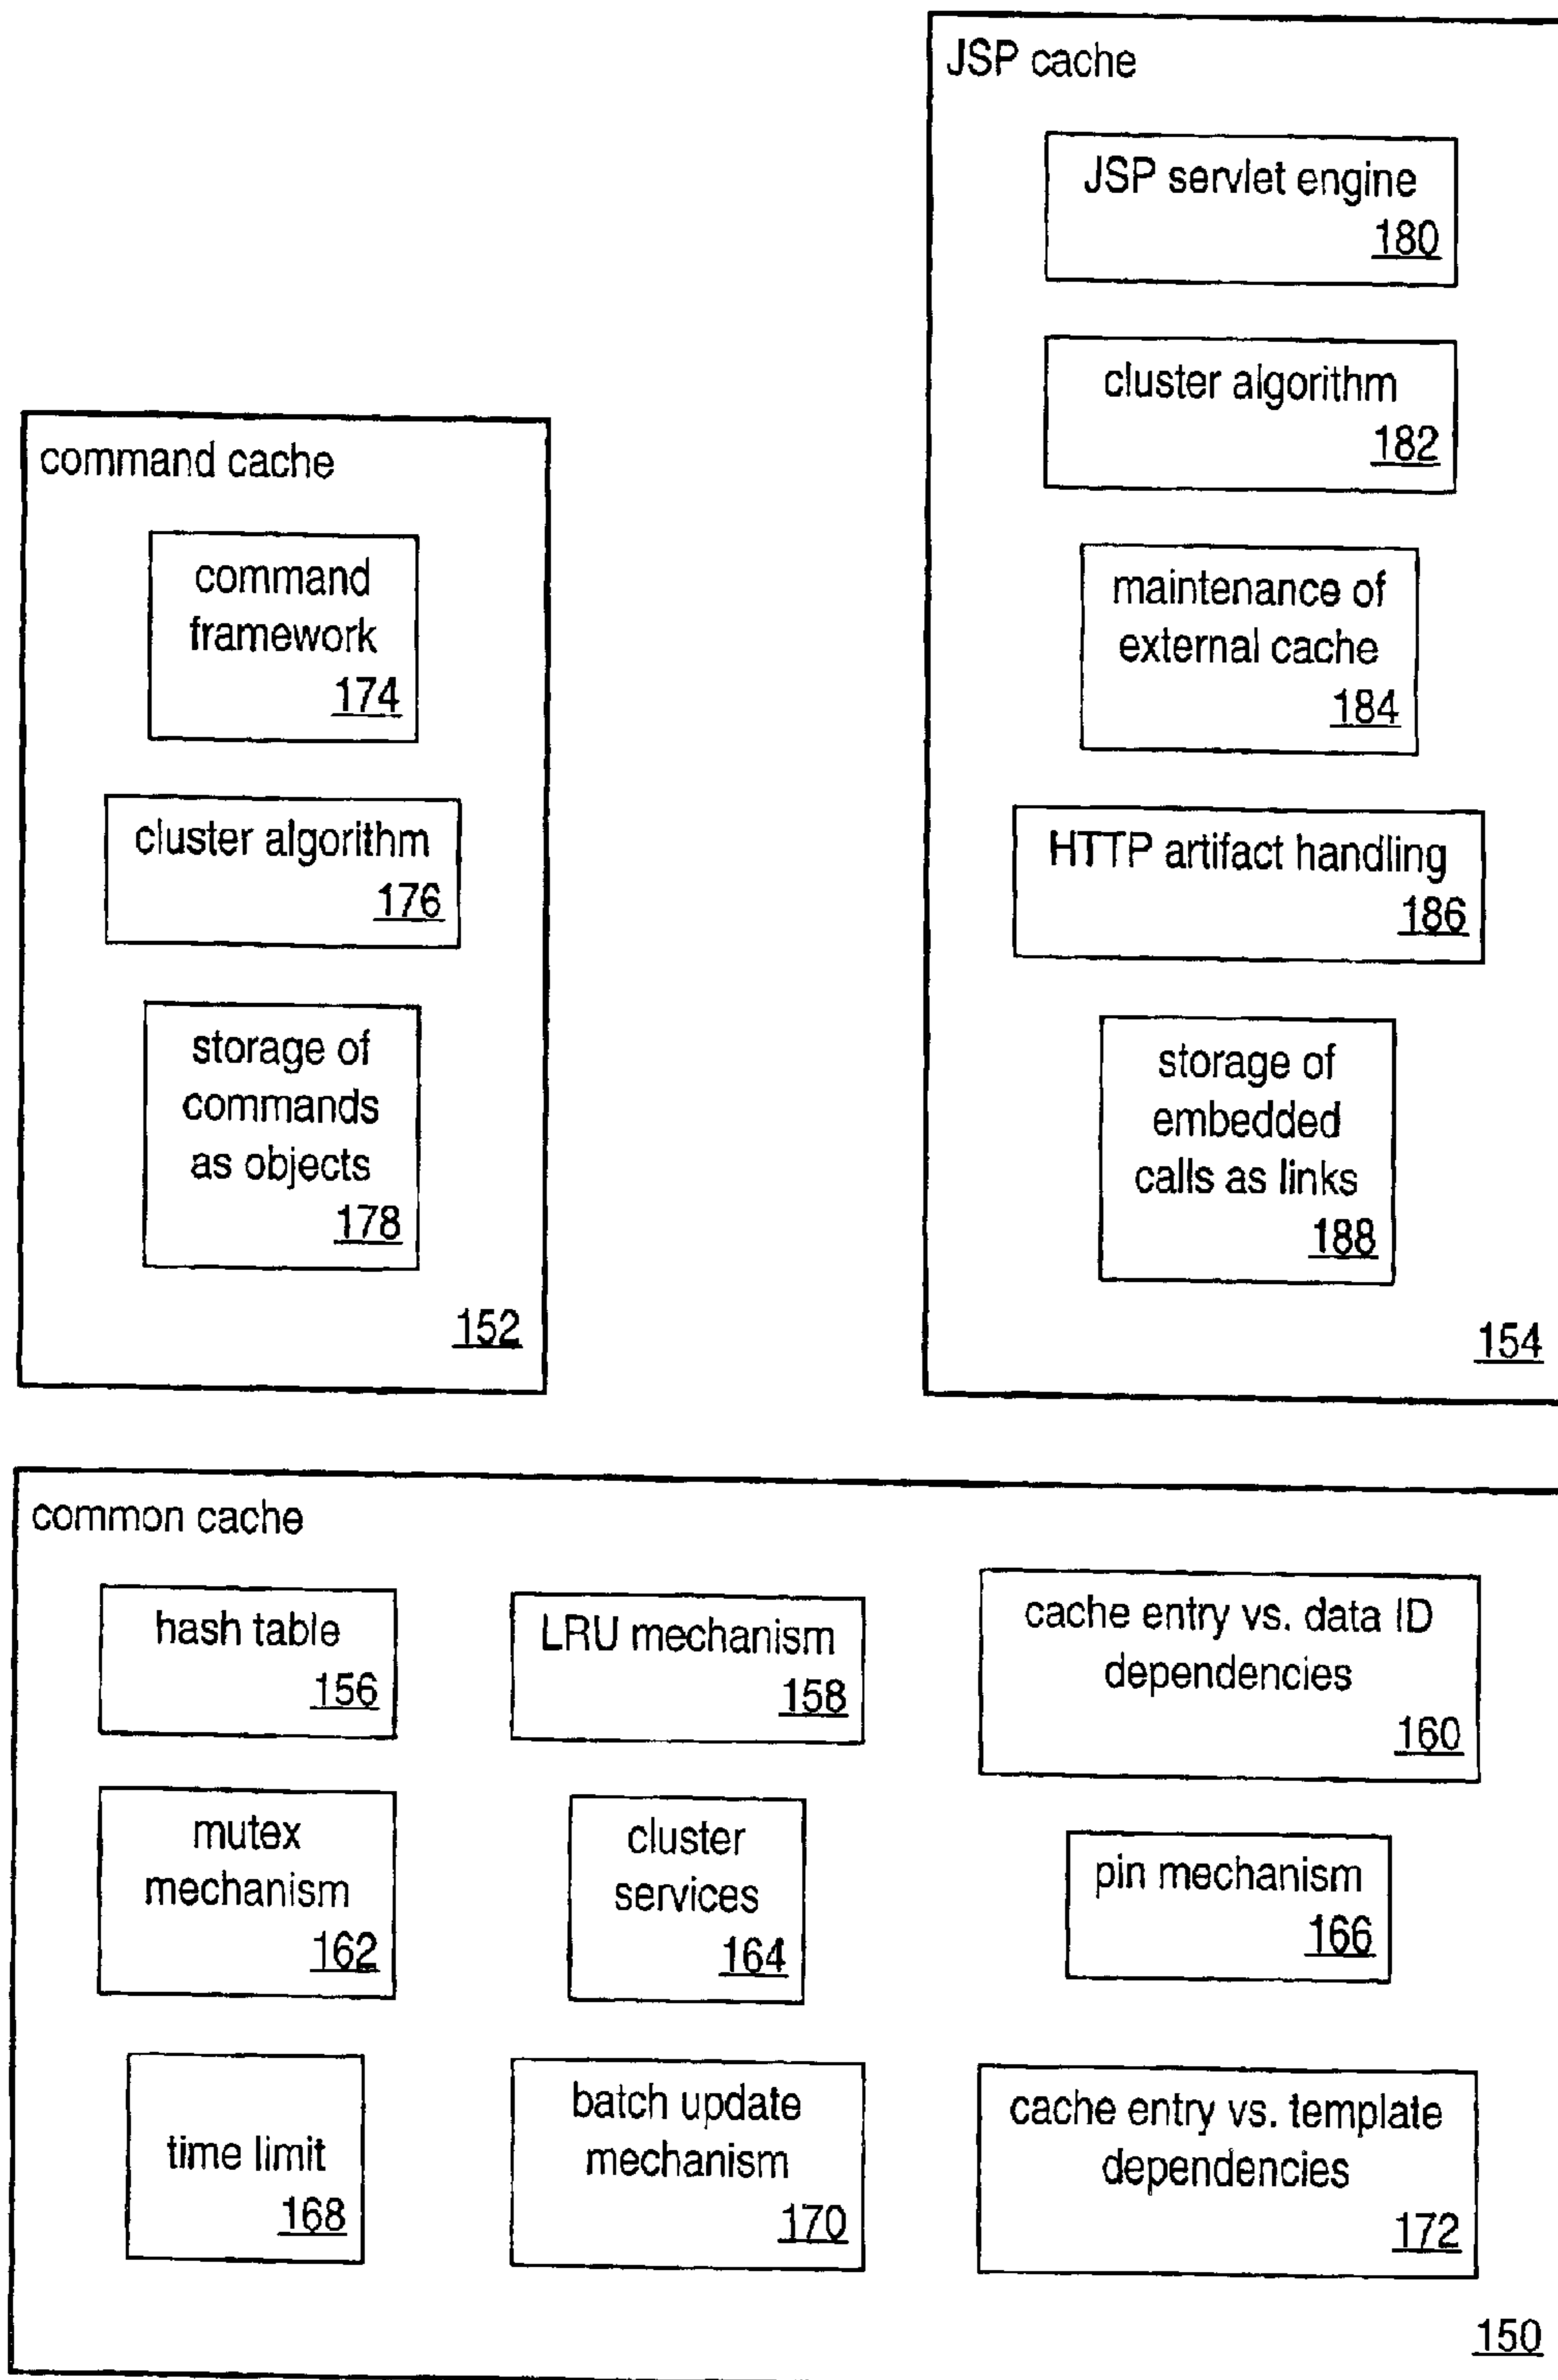 JSP cache
JSP servlet engine
180
cluster algorithm
182
maintenance of
external cache
184
HTTP artifact handling
186
storage of
embedded
calls as links
188
154
command cache
command
framework
174
cluster algorithm
176
storage of
commands
as objects
178
152
common cache
hash table
156
LRU mechanism
158
cache entry vs. data ID
dependencies
160
mutex
mechanism
162
cluster
services
164
pin mechanism
166
time limit
168
batch update
mechanism
170
cache entry vs. template
dependencies
172
150